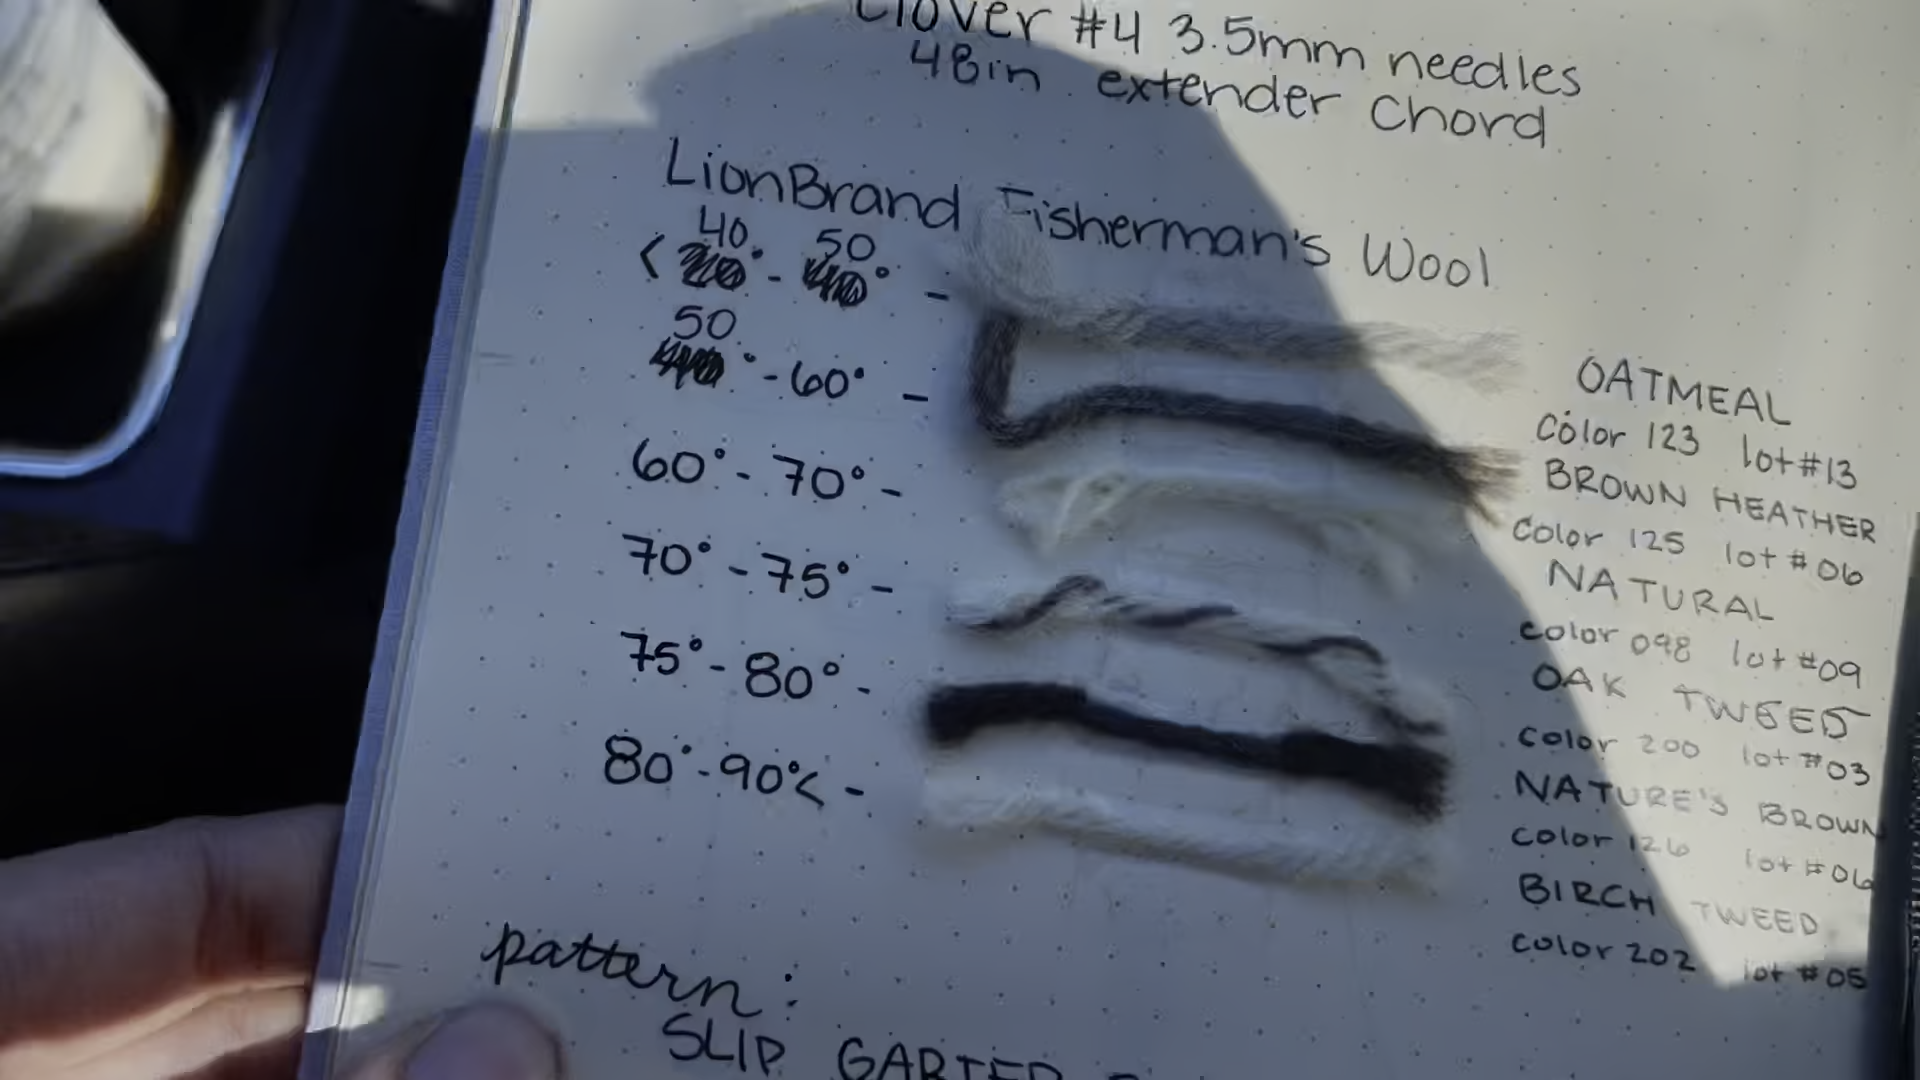 Clover #4 3.5mm needles
48in extender Chord
LionBrand Fisherman's Wool
40 50
< 20° - 40° -
50
40° - 60° -
60° - 70° -
70° - 75° -
75° - 80° -
80° - 90°< -
OATMEAL
Color 123 lot #13
BROWN HEATHER
Color 125 lot #06
NATURAL
color 098 lot #09
OAK TWEED
color 200 lot #03
NATURE'S BROWN
color 126 lot #06
BIRCH TWEED
color 202 lot #05
pattern:
SLIP GARTER